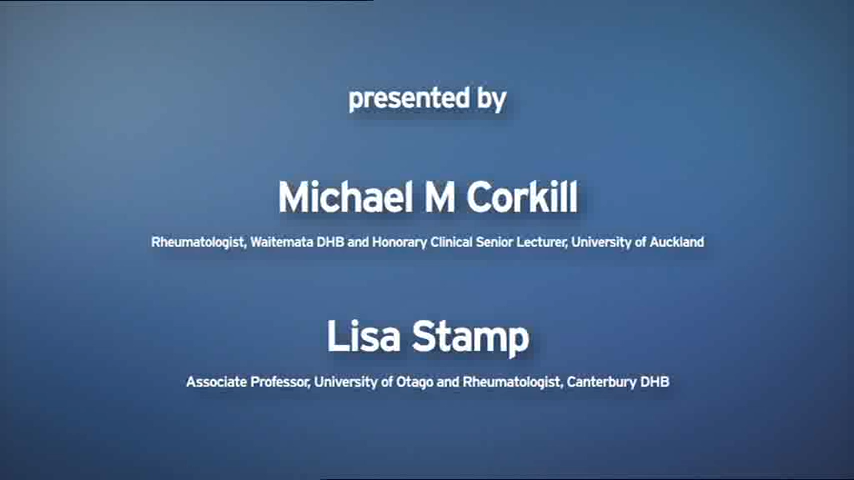 presented by
Michael M Corkill
Rheumatologist, Waitemata DHB and Honorary Clinical Senior Lecturer, University of Auckland
Lisa Stamp
Associate Professor, University of Otago and Rheumatologist, Canterbury DHB